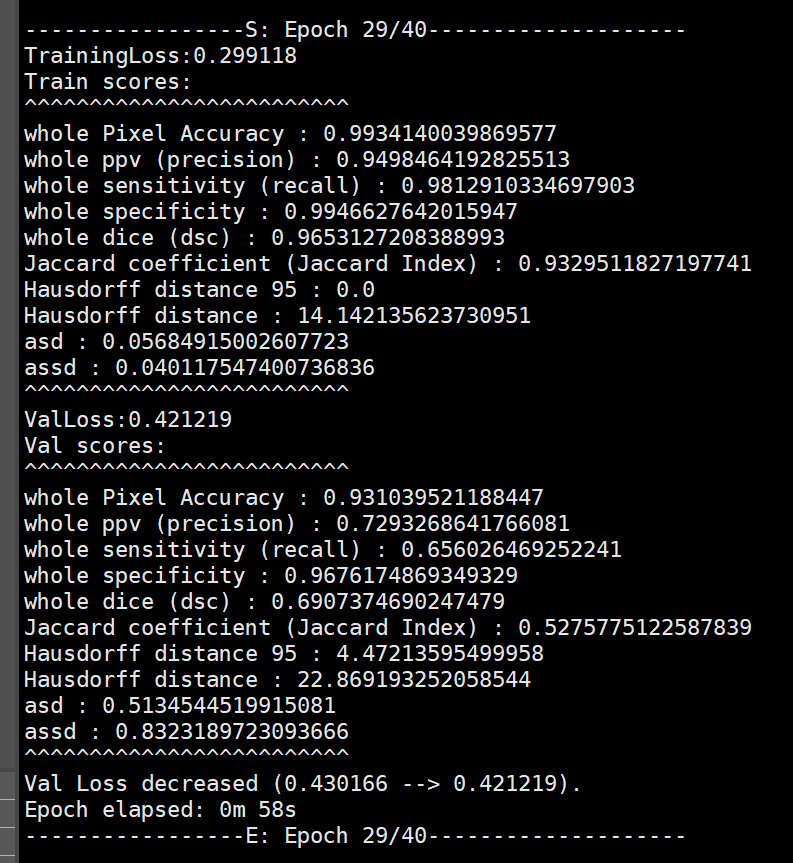 -----------------S: Epoch 29/40--------------------
TrainingLoss:0.299118
Train scores:
^^^^^^^^^^^^^^^^^^^^^^^^^
whole Pixel Accuracy : 0.9934140039869577
whole ppv (precision) : 0.9498464192825513
whole sensitivity (recall) : 0.9812910334697903
whole specificity : 0.9946627642015947
whole dice (dsc) : 0.9653127208388993
Jaccard coefficient (Jaccard Index) : 0.9329511827197741
Hausdorff distance 95 : 0.0
Hausdorff distance : 14.142135623730951
asd : 0.05684915002607723
assd : 0.040117547400736836
^^^^^^^^^^^^^^^^^^^^^^^^^
ValLoss:0.421219
Val scores:
^^^^^^^^^^^^^^^^^^^^^^^^^
whole Pixel Accuracy : 0.931039521188447
whole ppv (precision) : 0.7293268641766081
whole sensitivity (recall) : 0.656026469252241
whole specificity : 0.9676174869349329
whole dice (dsc) : 0.6907374690247479
Jaccard coefficient (Jaccard Index) : 0.5275775122587839
Hausdorff distance 95 : 4.47213595499958
Hausdorff distance : 22.869193252058544
asd : 0.5134544519915081
assd : 0.8323189723093666
^^^^^^^^^^^^^^^^^^^^^^^^^
Val Loss decreased (0.430166 --> 0.421219).
Epoch elapsed: 0m 58s
-----------------E: Epoch 29/40--------------------